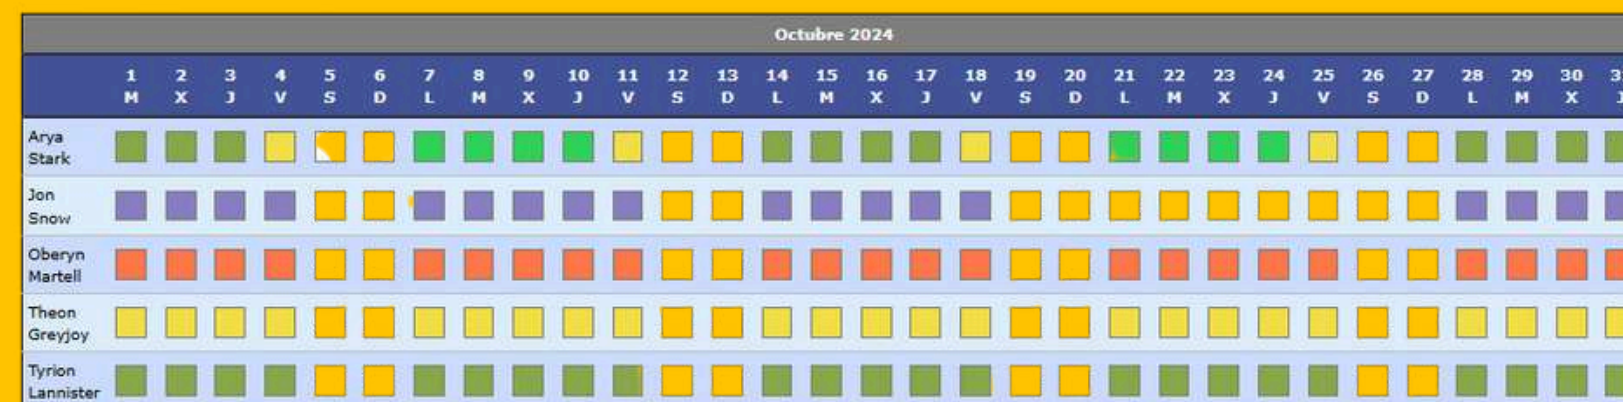 Octubre 2024
1 2 3 4 5 6 7 8 9 10 11 12 13 14 15 16 17 18 19 20 21 22 23 24 25 26 27 28 29 30
M X J V S D L M X J V S D L M X J V S D L M X J V S D L M X
Arya
Stark
Jon
Snow
Oberyn
Martell
Theon
Greyjoy
Tyrion
Lannister